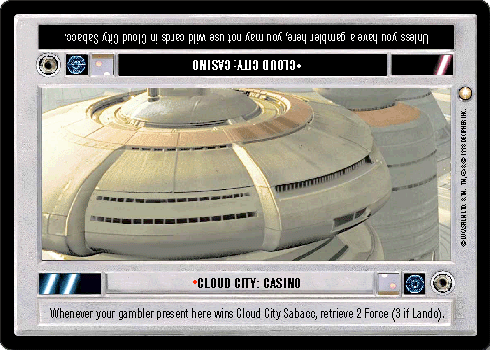 Unless you have a gambler here, you may not use wild cards in Cloud City Sabacc.
•CLOUD CITY: CASINO
•CLOUD CITY: CASINO
Whenever your gambler present here wins Cloud City Sabacc, retrieve 2 Force (3 if Lando).